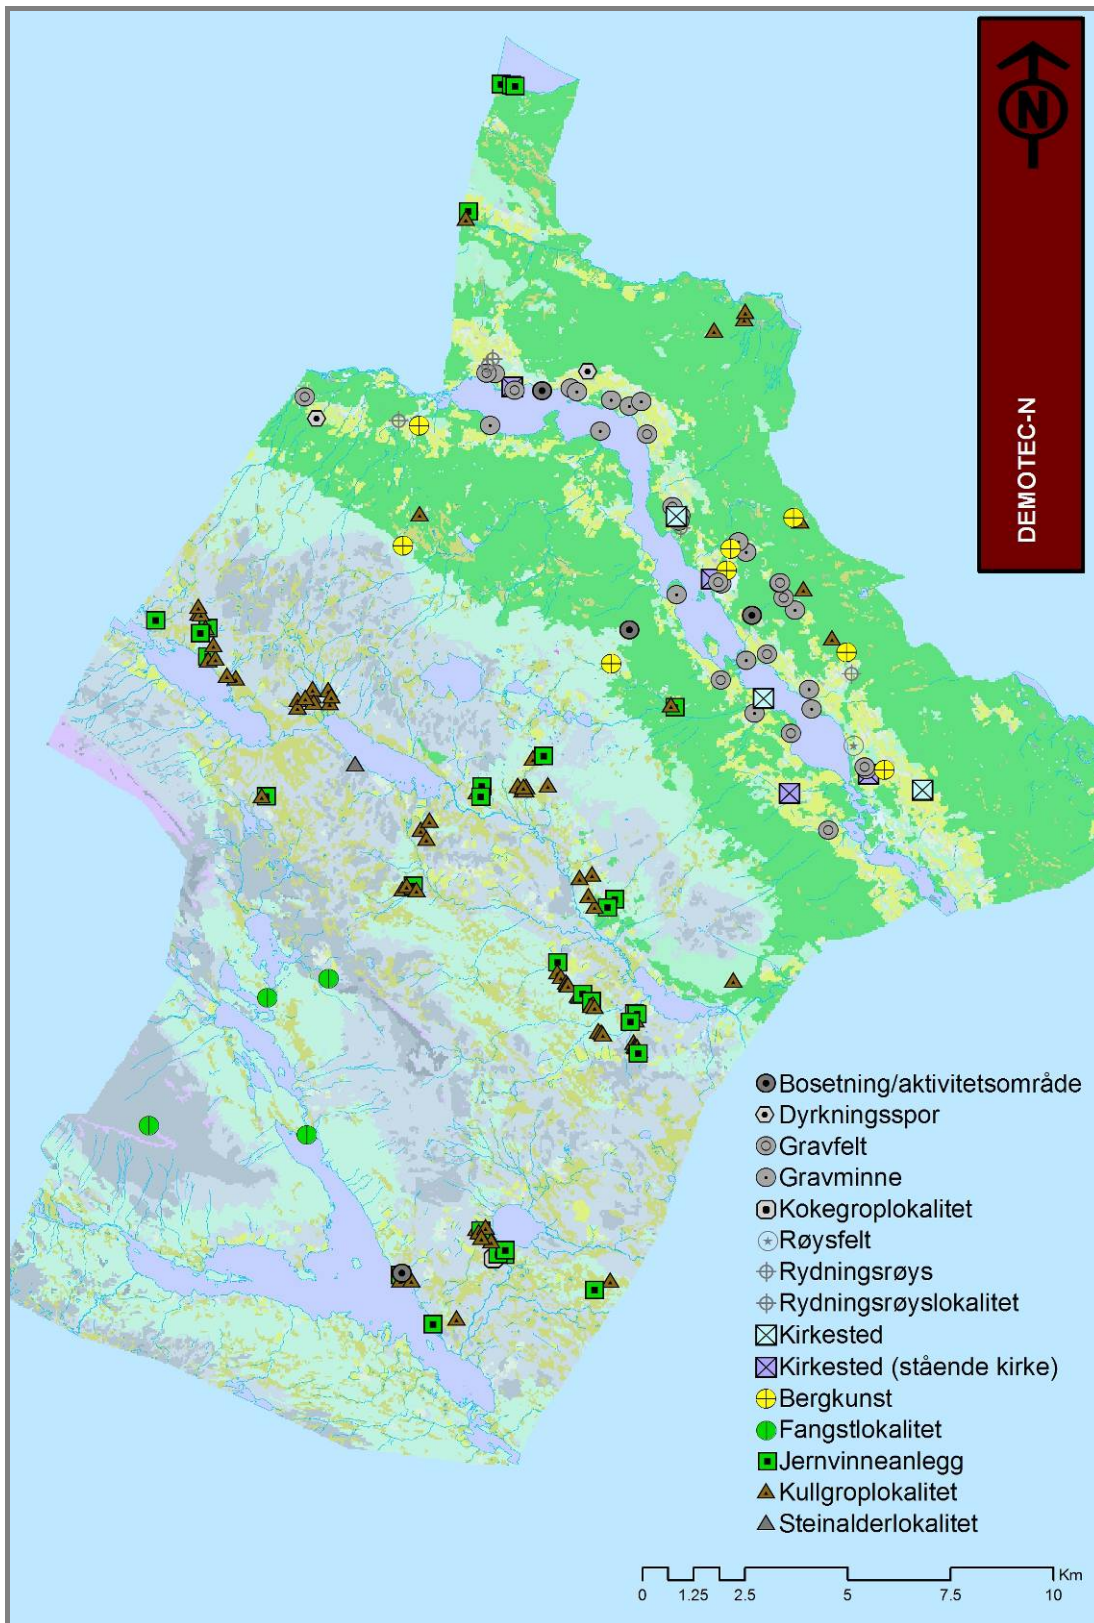 N
DEMOTEC-N
Bosetning/aktivitetsområde
Dyrkningsspor
Gravfelt
Gravminne
Kokegroplokalitet
Røysfelt
Rydningsrøys
Rydningsrøyslokalitet
Kirkested
Kirkested (stående kirke)
Bergkunst
Fangstlokalitet
Jernvinneanlegg
Kullgroplokalitet
Steinalderlokalitet
Km
0 1.25 2.5 5 7.5 10